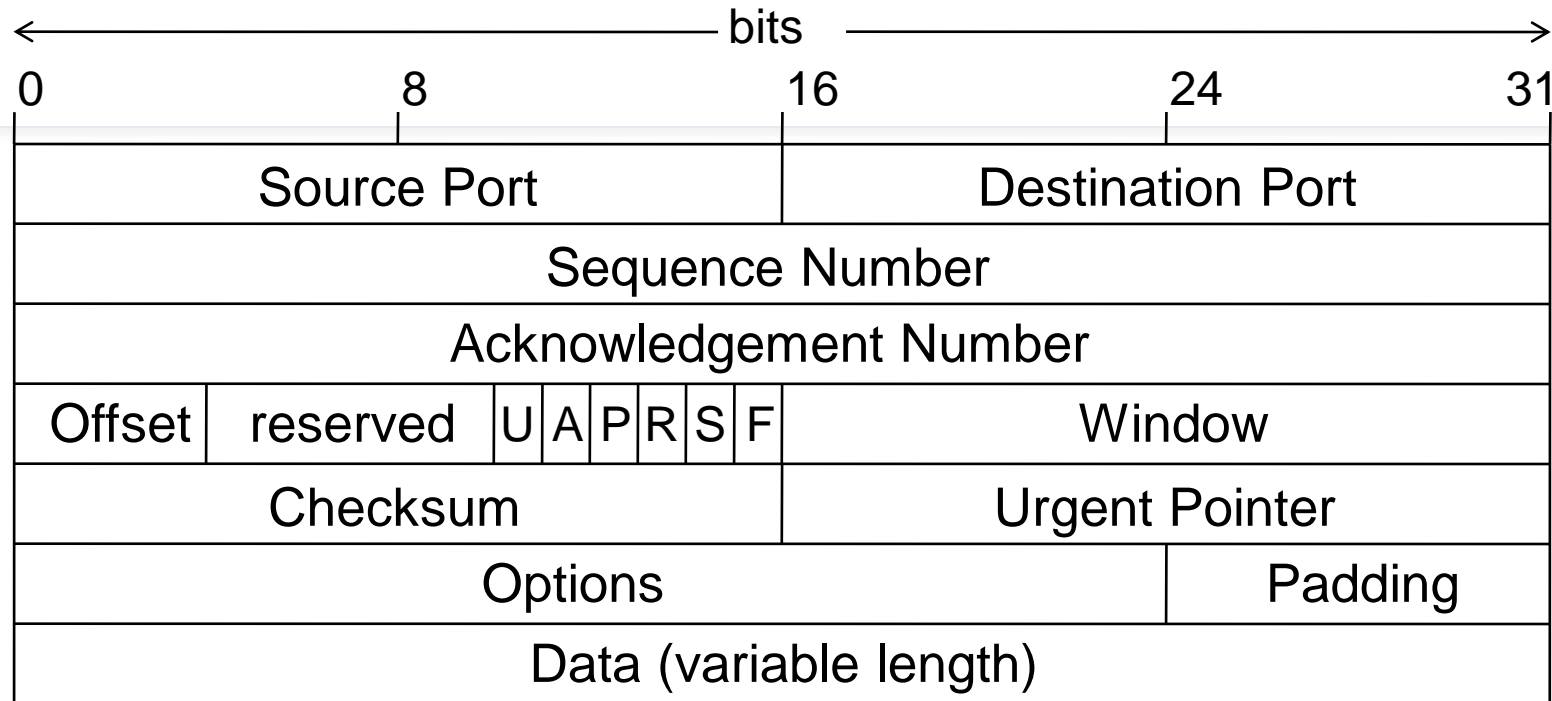 bits
0 8 16 24 31
Source Port Destination Port
Sequence Number
Acknowledgement Number
Offset reserved U A P R S F Window
Checksum Urgent Pointer
Options Padding
Data (variable length)